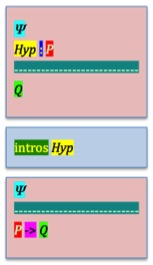 Ψ
Hyp : P
Q
intros Hyp
Ψ
P -> Q